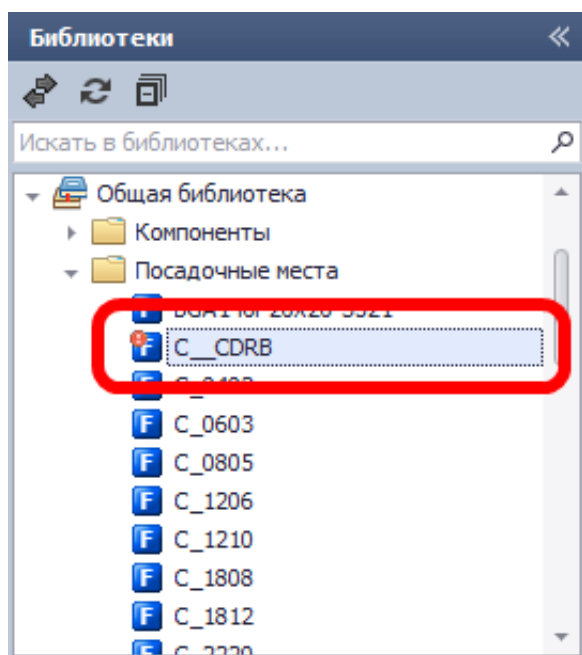 Библиотеки
Искать в библиотеках...
Общая библиотека
Компоненты
Посадочные места
C__CDRB
C_0603
C_0805
C_1206
C_1210
C_1808
C_1812